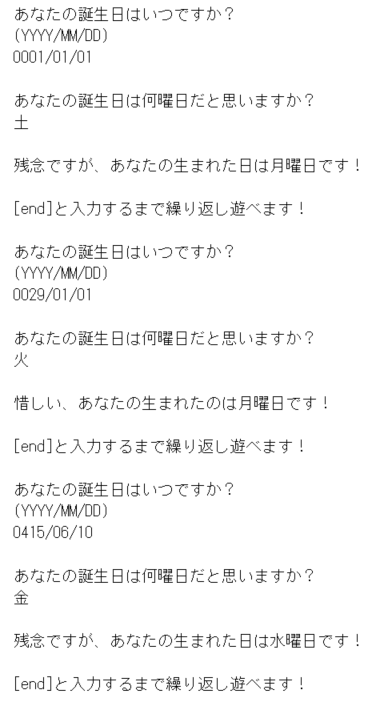 あなたの誕生日はいつですか？
(YYYY/MM/DD)
0001/01/01
あなたの誕生日は何曜日だと思いますか？
土
残念ですが、あなたの生まれた日は月曜日です！
[end]と入力するまで繰り返し遊べます！
あなたの誕生日はいつですか？
(YYYY/MM/DD)
0029/01/01
あなたの誕生日は何曜日だと思いますか？
火
惜しい、あなたの生まれたのは月曜日です！
[end]と入力するまで繰り返し遊べます！
あなたの誕生日はいつですか？
(YYYY/MM/DD)
0415/06/10
あなたの誕生日は何曜日だと思いますか？
金
残念ですが、あなたの生まれた日は水曜日です！
[end]と入力するまで繰り返し遊べます！